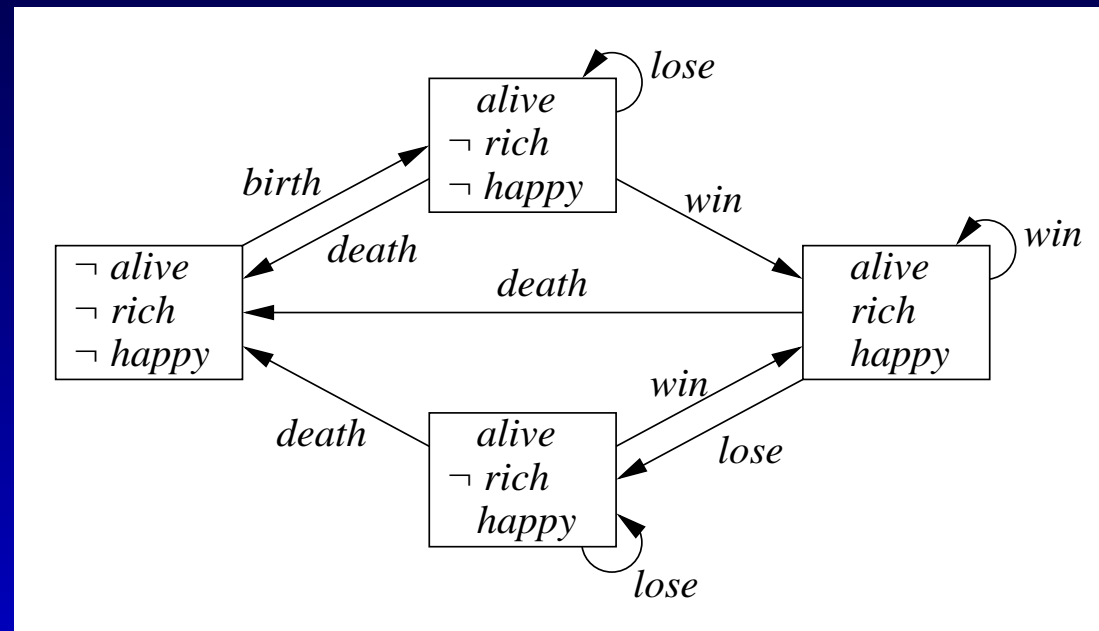 lose
alive
¬ rich
¬ happy
birth
win
death
win
¬ alive
¬ rich
¬ happy
death
alive
rich
happy
win
death
alive
¬ rich
happy
lose
lose